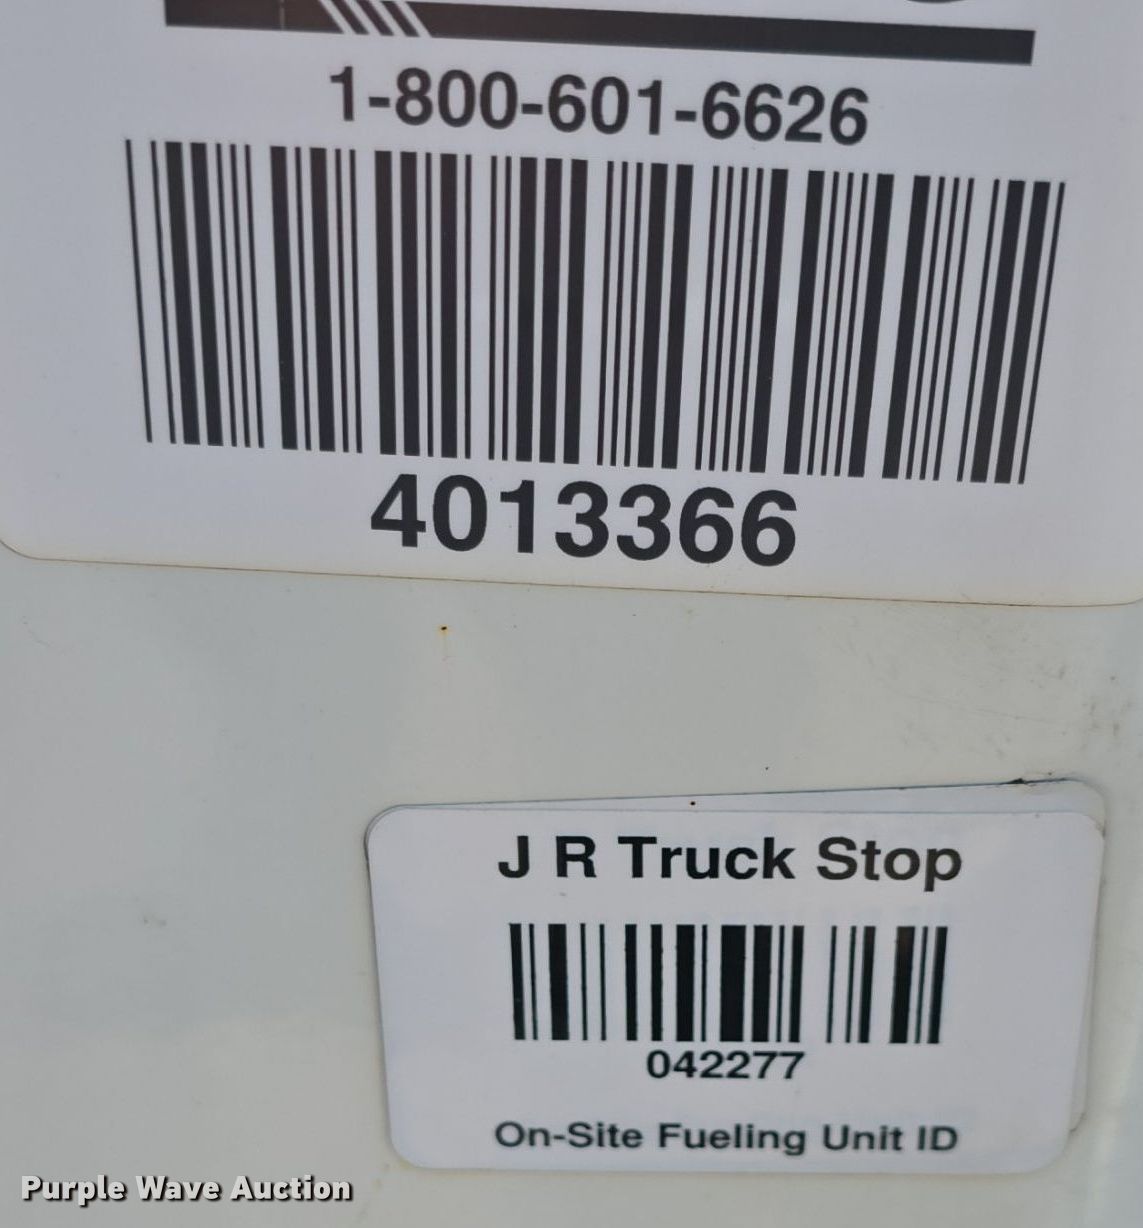 1-800-601-6626
4013366
J R Truck Stop
042277
On-Site Fueling Unit ID
Purple Wave Auction